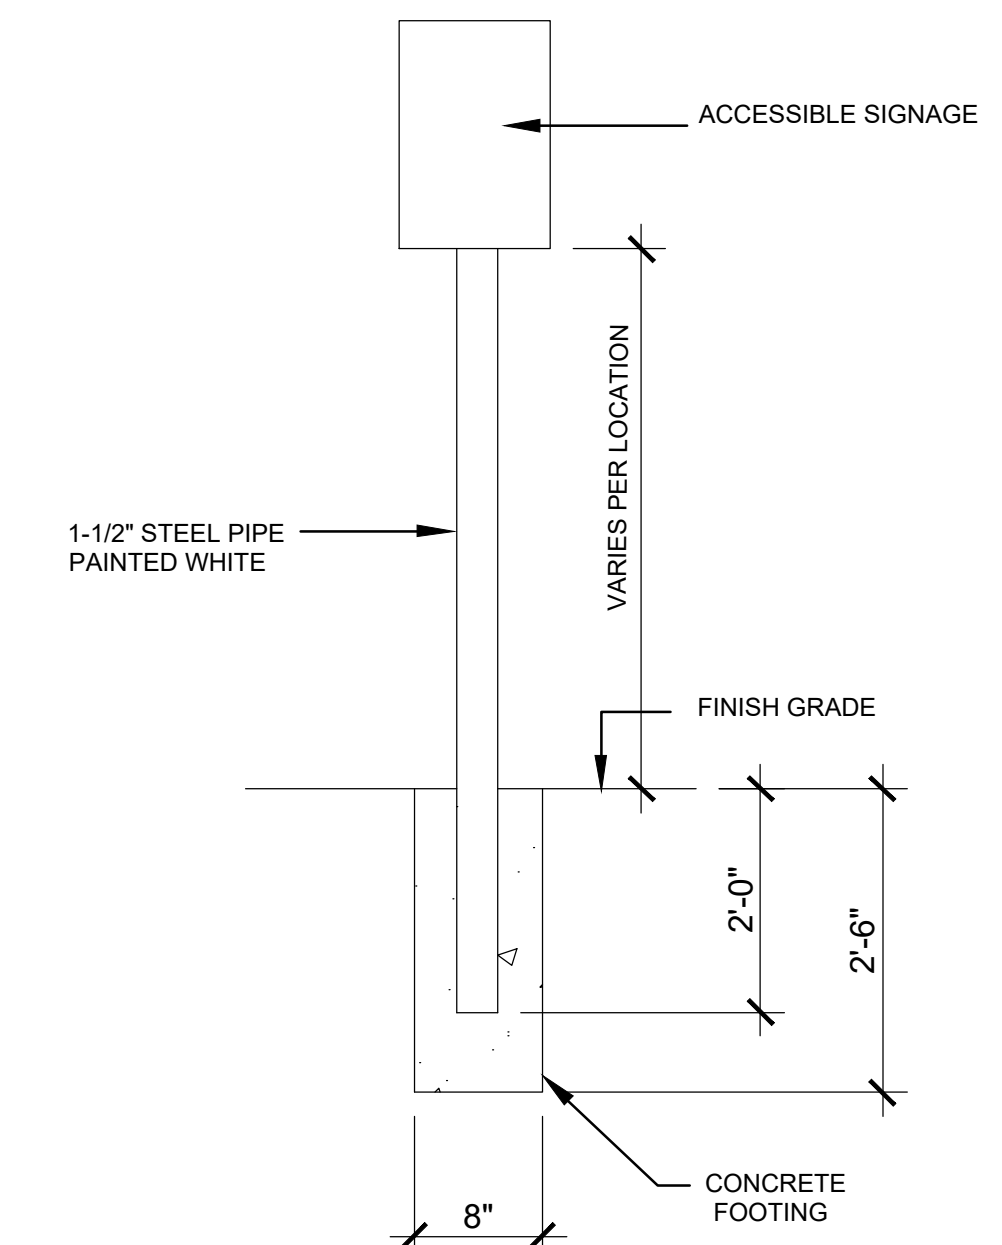 ACCESSIBLE SIGNAGE
VARIES PER LOCATION
1-1/2" STEEL PIPE
PAINTED WHITE
FINISH GRADE
2'-0"
2'-6"
CONCRETE
FOOTING
8"